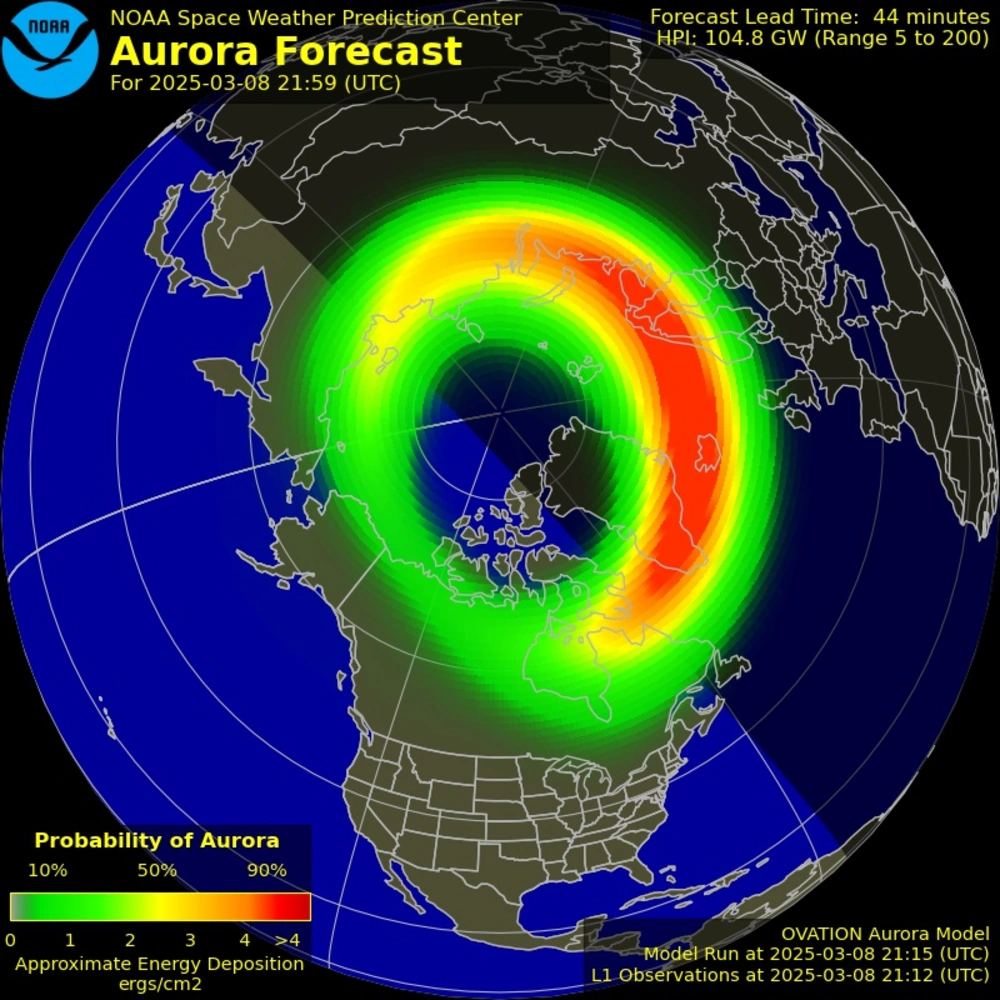 NOAA
NOAA Space Weather Prediction Center
Aurora Forecast
For 2025-03-08 21:59 (UTC)
Forecast Lead Time: 44 minutes
HPI: 104.8 GW (Range 5 to 200)
Probability of Aurora
10% 50% 90%
0 1 2 3 4 >4
Approximate Energy Deposition
ergs/cm2
OVATION Aurora Model
Model Run at 2025-03-08 21:15 (UTC)
L1 Observations at 2025-03-08 21:12 (UTC)